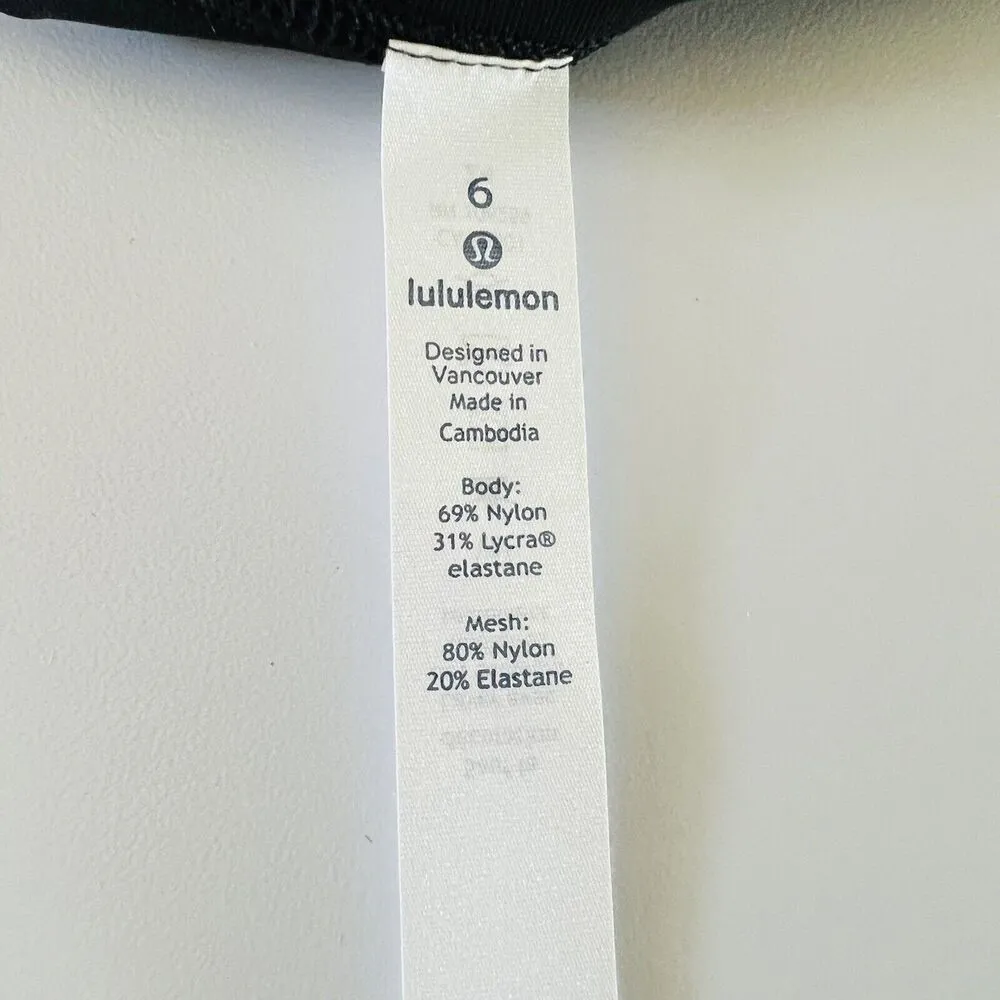 6
lululemon
Designed in
Vancouver
Made in
Cambodia
Body:
69% Nylon
31% Lycra®
elastane
Mesh:
80% Nylon
20% Elastane